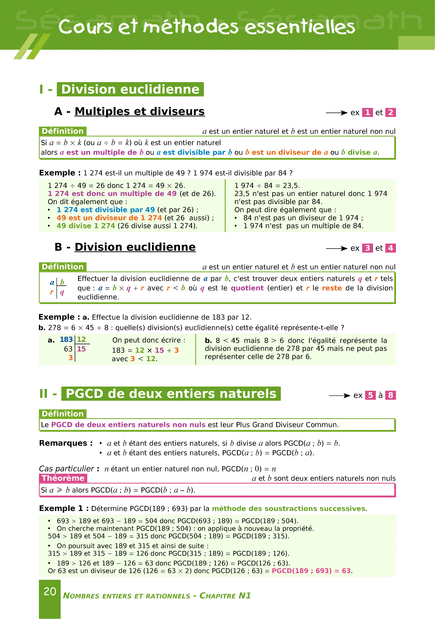 Sésamath Sésamath
Cours et méthodes essentielles
I - Division euclidienne
A - Multiples et diviseurs
ex 1 et 2
Définition
a est un entier naturel et b est un entier naturel non nul
Si a = b × k (ou a ÷ b = k) où k est un entier naturel
alors a est un multiple de b ou a est divisible par b ou b est un diviseur de a ou b divise a.
Exemple : 1 274 est-il un multiple de 49 ? 1 974 est-il divisible par 84 ?
1 274 ÷ 49 = 26 donc 1 274 = 49 × 26.
1 274 est donc un multiple de 49 (et de 26).
On dit également que :
• 1 274 est divisible par 49 (et par 26) ;
• 49 est un diviseur de 1 274 (et 26 aussi) ;
• 49 divise 1 274 (26 divise aussi 1 274).
1 974 ÷ 84 = 23,5.
23,5 n'est pas un entier naturel donc 1 974
n'est pas divisible par 84.
On peut dire également que :
• 84 n'est pas un diviseur de 1 974 ;
• 1 974 n'est pas un multiple de 84.
B - Division euclidienne
ex 3 et 4
Définition
a est un entier naturel et b est un entier naturel non nul
a b
r q
Effectuer la division euclidienne de a par b, c'est trouver deux entiers naturels q et r tels
que : a = b × q + r avec r < b où q est le quotient (entier) et r le reste de la division
euclidienne.
Exemple : a. Effectue la division euclidienne de 183 par 12.
b. 278 = 6 × 45 + 8 : quelle(s) division(s) euclidienne(s) cette égalité représente-t-elle ?
a. 183 12
63 15
3
On peut donc écrire :
183 = 12 × 15 + 3
avec 3 < 12.
b. 8 < 45 mais 8 > 6 donc l'égalité représente la
division euclidienne de 278 par 45 mais ne peut pas
représenter celle de 278 par 6.
II - PGCD de deux entiers naturels
ex 5 à 8
Définition
Le PGCD de deux entiers naturels non nuls est leur Plus Grand Diviseur Commun.
Remarques : • a et b étant des entiers naturels, si b divise a alors PGCD(a ; b) = b.
• a et b étant des entiers naturels, PGCD(a ; b) = PGCD(b ; a).
Cas particulier : n étant un entier naturel non nul, PGCD(n ; 0) = n
Théorème
a et b sont deux entiers naturels non nuls
Si a ⩾ b alors PGCD(a ; b) = PGCD(b ; a − b).
Exemple 1 : Détermine PGCD(189 ; 693) par la méthode des soustractions successives.
• 693 > 189 et 693 − 189 = 504 donc PGCD(693 ; 189) = PGCD(189 ; 504).
• On cherche maintenant PGCD(189 ; 504) : on applique à nouveau la propriété.
504 > 189 et 504 − 189 = 315 donc PGCD(504 ; 189) = PGCD(189 ; 315).
• On poursuit avec 189 et 315 et ainsi de suite :
315 > 189 et 315 − 189 = 126 donc PGCD(315 ; 189) = PGCD(189 ; 126).
• 189 > 126 et 189 − 126 = 63 donc PGCD(189 ; 126) = PGCD(126 ; 63).
Or 63 est un diviseur de 126 (126 = 63 × 2) donc PGCD(126 ; 63) = PGCD(189 ; 693) = 63.
20 NOMBRES ENTIERS ET RATIONNELS - CHAPITRE N1